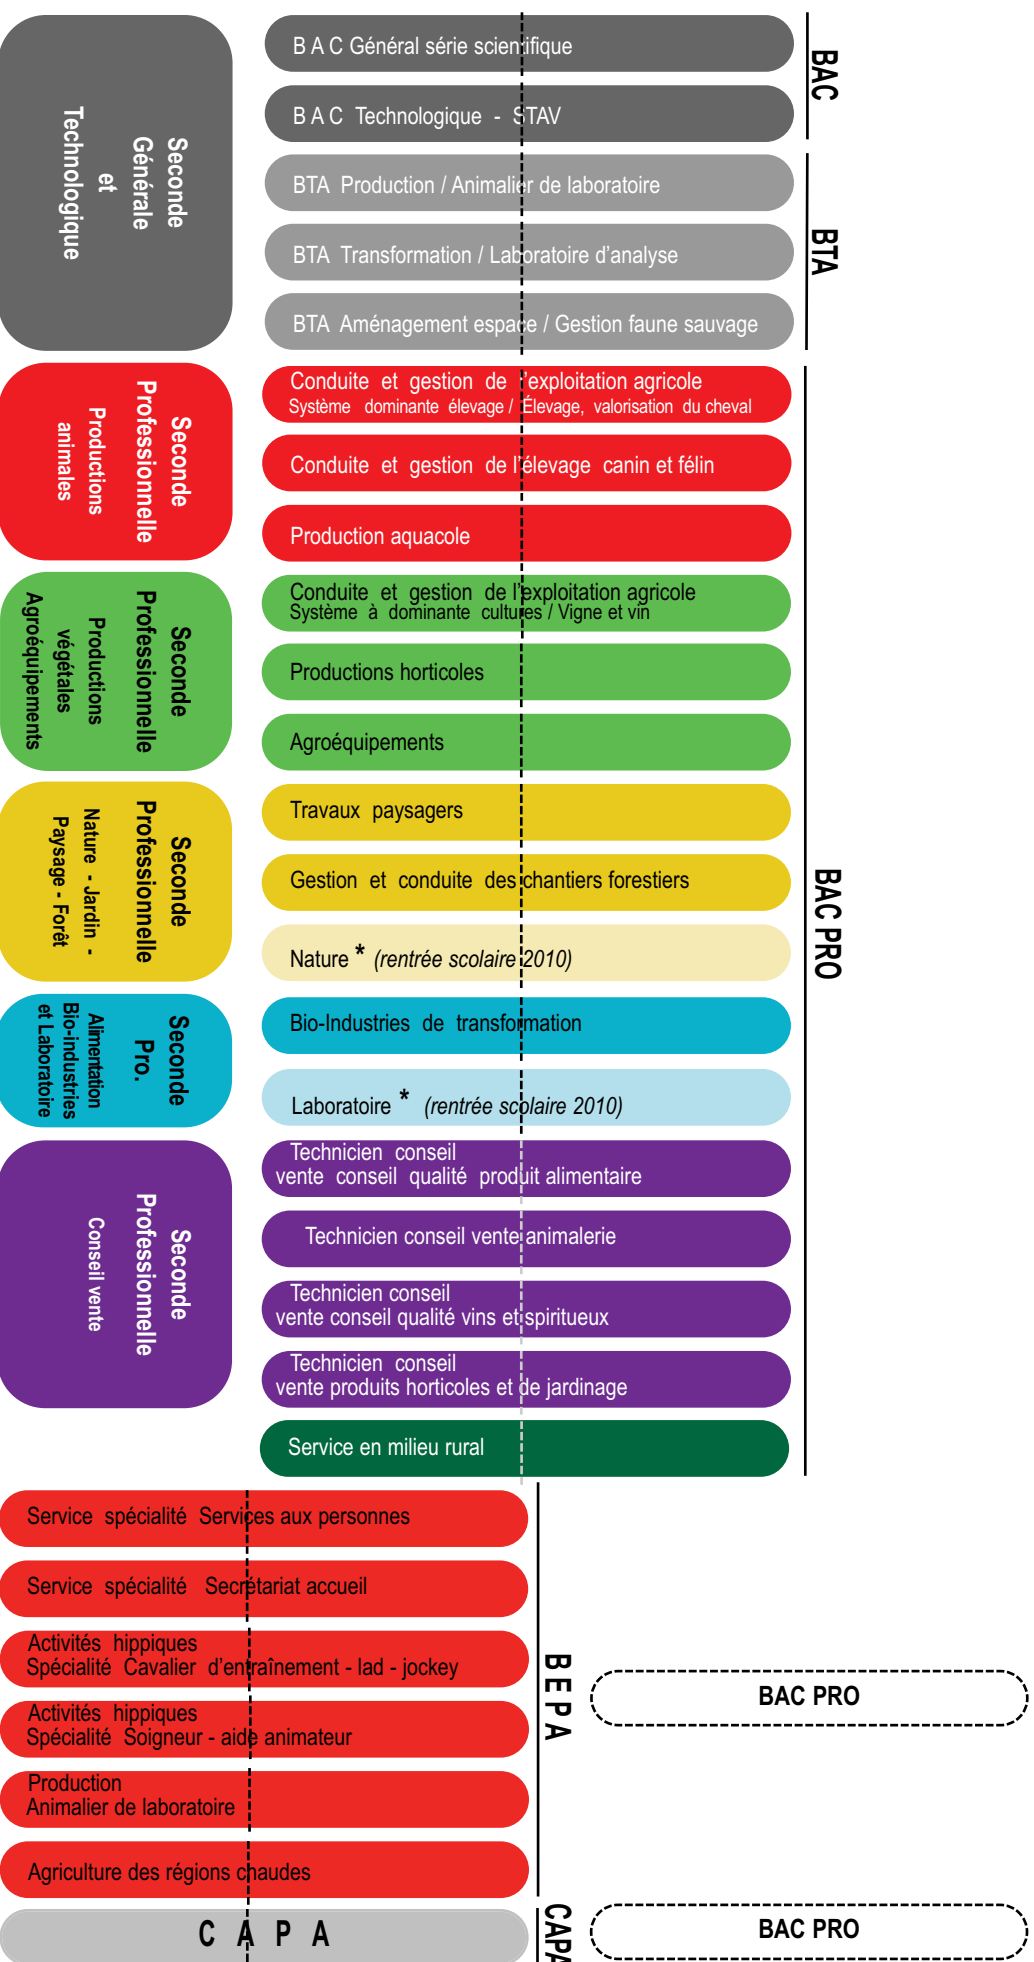 Seconde
Générale
et
Technologique
B A C Général série scientifique
B A C Technologique - STAV
BAC
BTA Production / Animalier de laboratoire
BTA Transformation / Laboratoire d'analyse
BTA Aménagement espace / Gestion faune sauvage
BTA
Seconde
Professionnelle
Productions
animales
Conduite et gestion de l'exploitation agricole
Système dominante élevage / Élevage, valorisation du cheval
Conduite et gestion de l'élevage canin et félin
Production aquacole
Seconde
Professionnelle
Productions
végétales
Agroéquipements
Conduite et gestion de l'exploitation agricole
Système à dominante cultures / Vigne et vin
Productions horticoles
Agroéquipements
Seconde
Professionnelle
Nature - Jardin -
Paysage - Forêt
Travaux paysagers
Gestion et conduite des chantiers forestiers
Nature * (rentrée scolaire 2010)
BAC PRO
Seconde
Pro.
Alimentation
Bio-industries
et Laboratoire
Bio-Industries de transformation
Laboratoire * (rentrée scolaire 2010)
Seconde
Professionnelle
Conseil vente
Technicien conseil
vente conseil qualité produit alimentaire
Technicien conseil vente animalerie
Technicien conseil
vente conseil qualité vins et spiritueux
Technicien conseil
vente produits horticoles et de jardinage
Service en milieu rural
Service spécialité Services aux personnes
Service spécialité Secrétariat accueil
Activités hippiques
Spécialité Cavalier d'entraînement - lad - jockey
Activités hippiques
Spécialité Soigneur - aide animateur
Production
Animalier de laboratoire
Agriculture des régions chaudes
B E P A
BAC PRO
C A P A
CAPA
BAC PRO